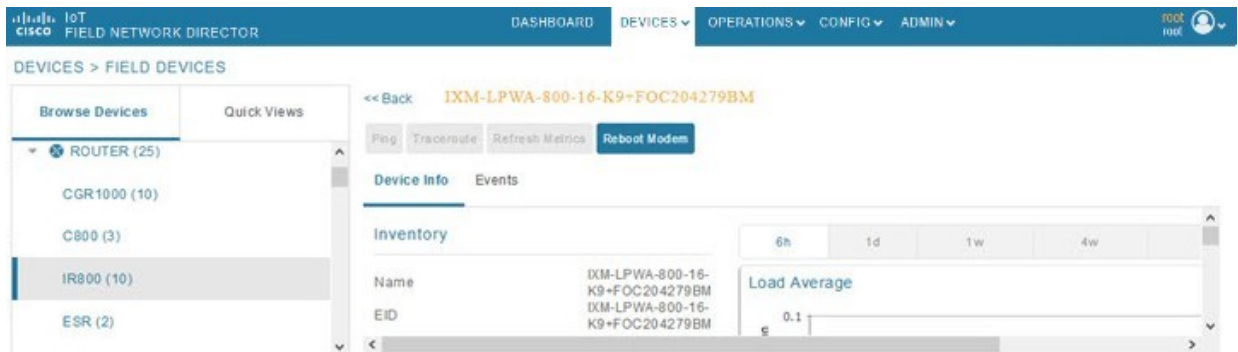 IoT
CISCO FIELD NETWORK DIRECTOR
DASHBOARD DEVICES OPERATIONS CONFIG ADMIN
root
root
DEVICES > FIELD DEVICES
Browse Devices Quick Views
ROUTER (25)
CGR1000 (10)
C800 (3)
IR800 (10)
ESR (2)
<< Back IXM-LPWA-800-16-K9+FOC204279BM
Ping Traceroute Refresh Metrics Reboot Modem
Device Info Events
Inventory
Name IXM-LPWA-800-16-
K9+FOC204279BM
EID IXM-LPWA-800-16-
K9+FOC204279BM
6h 1d 1w 4w
Load Average
0.1